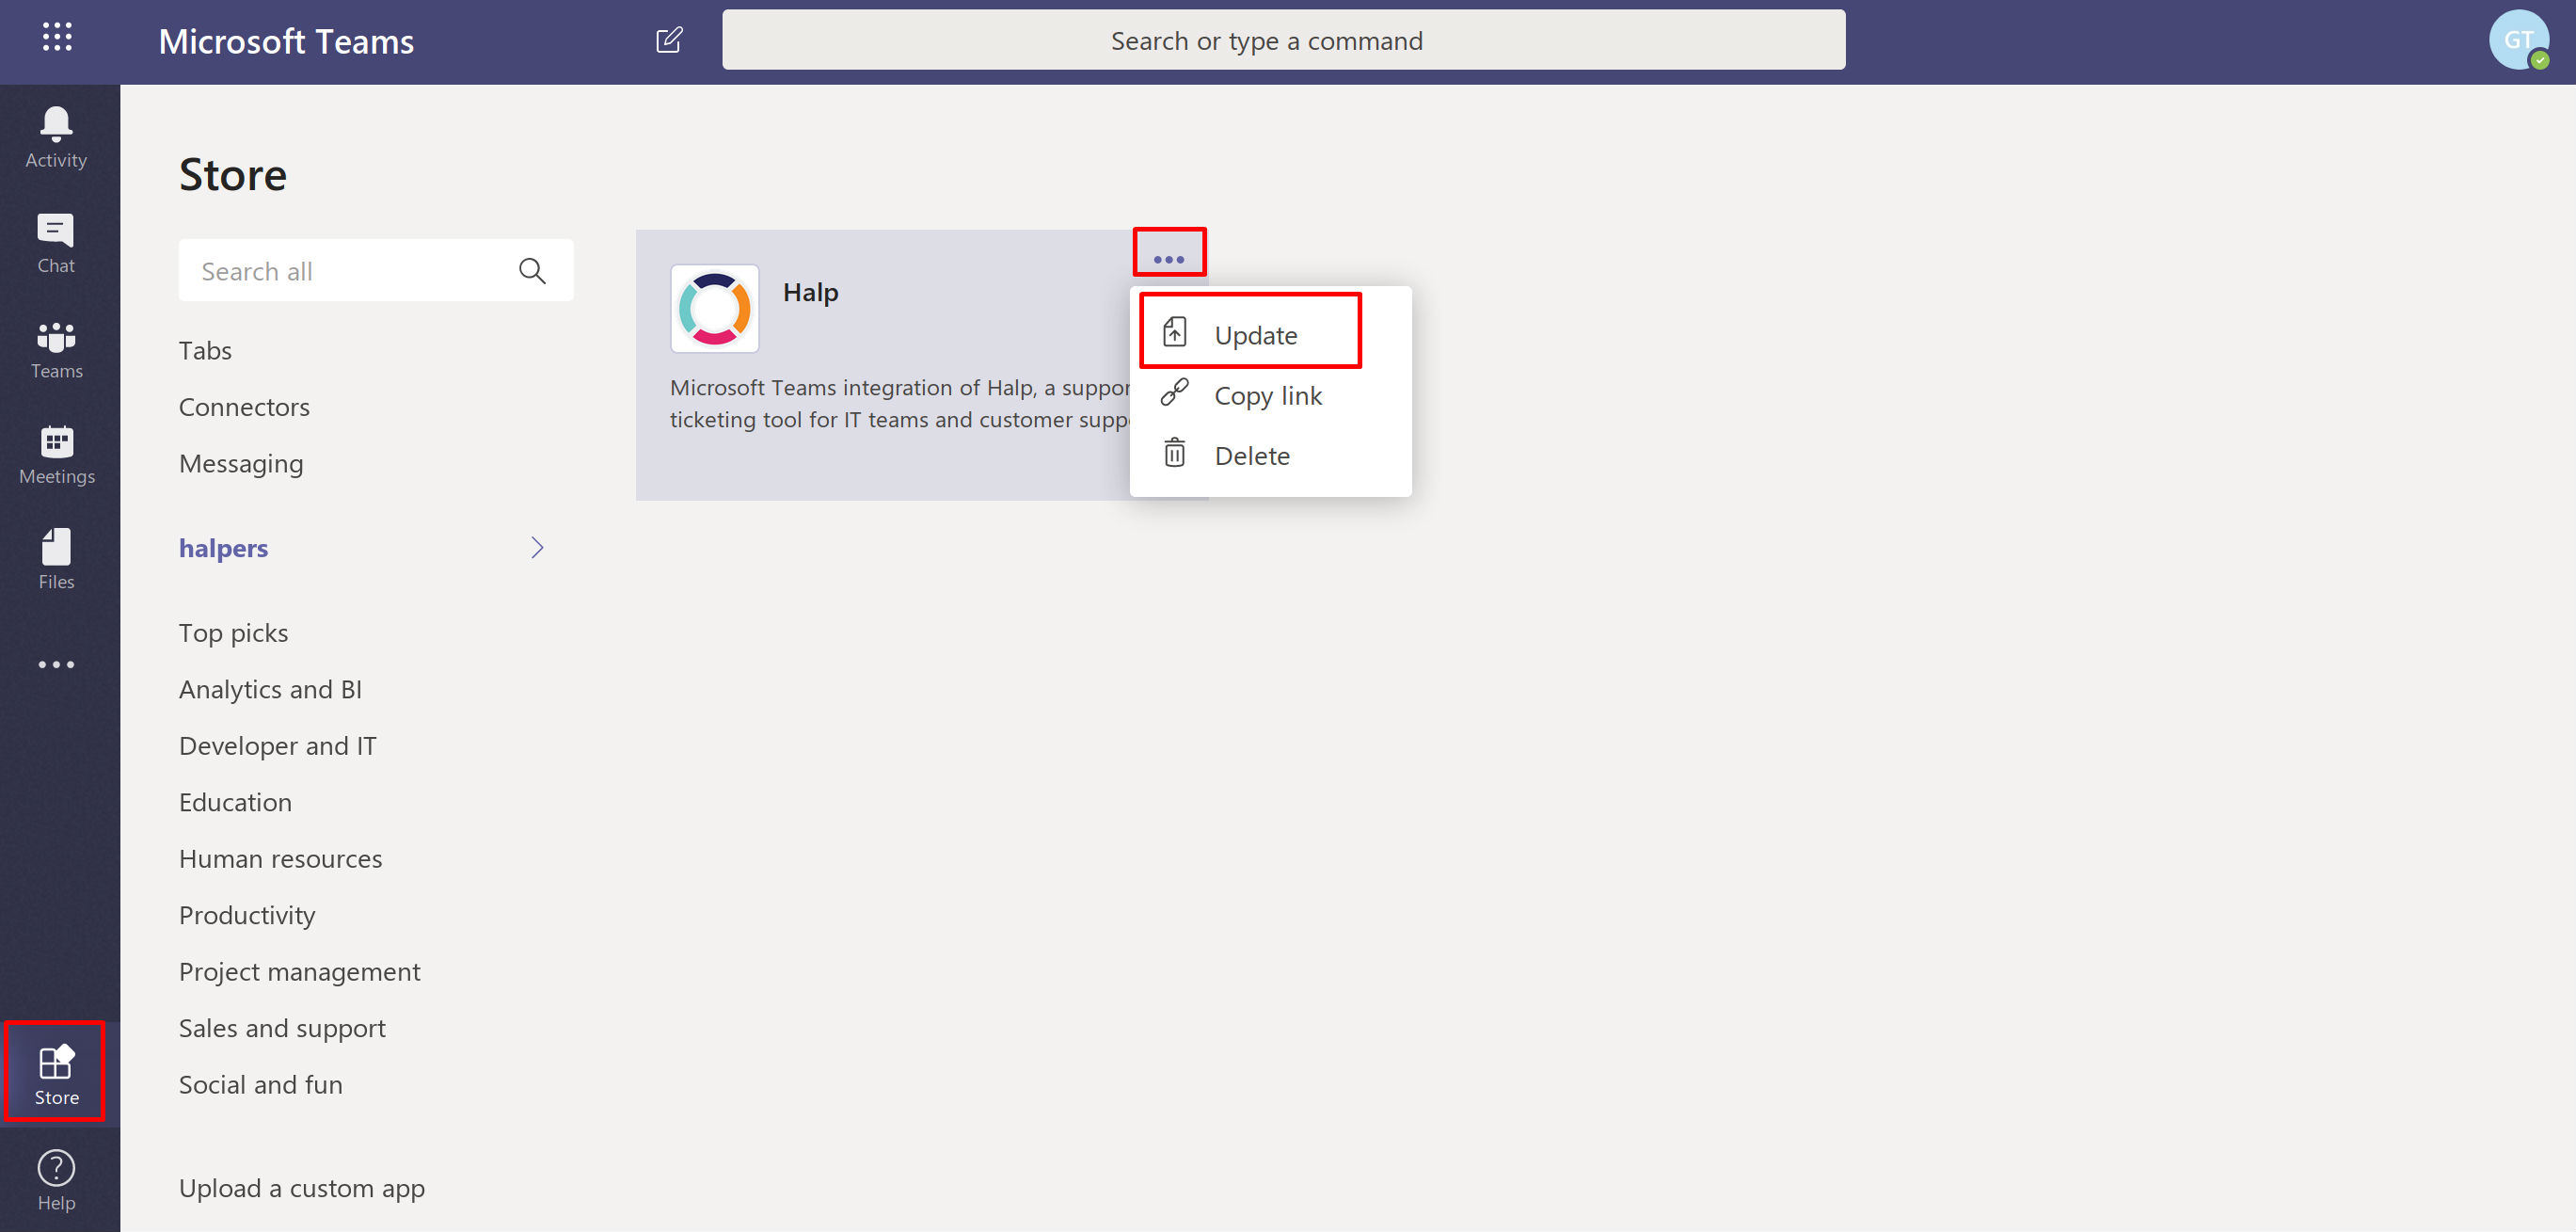 Microsoft Teams
Search or type a command
GT
Activity
Chat
Teams
Meetings
Files
Store
Help
Store
Search all
Tabs
Connectors
Messaging
halpers
Top picks
Analytics and BI
Developer and IT
Education
Human resources
Productivity
Project management
Sales and support
Social and fun
Upload a custom app
Halp
Microsoft Teams integration of Halp, a
ticketing tool for IT teams and customer
Update
Copy link
Delete